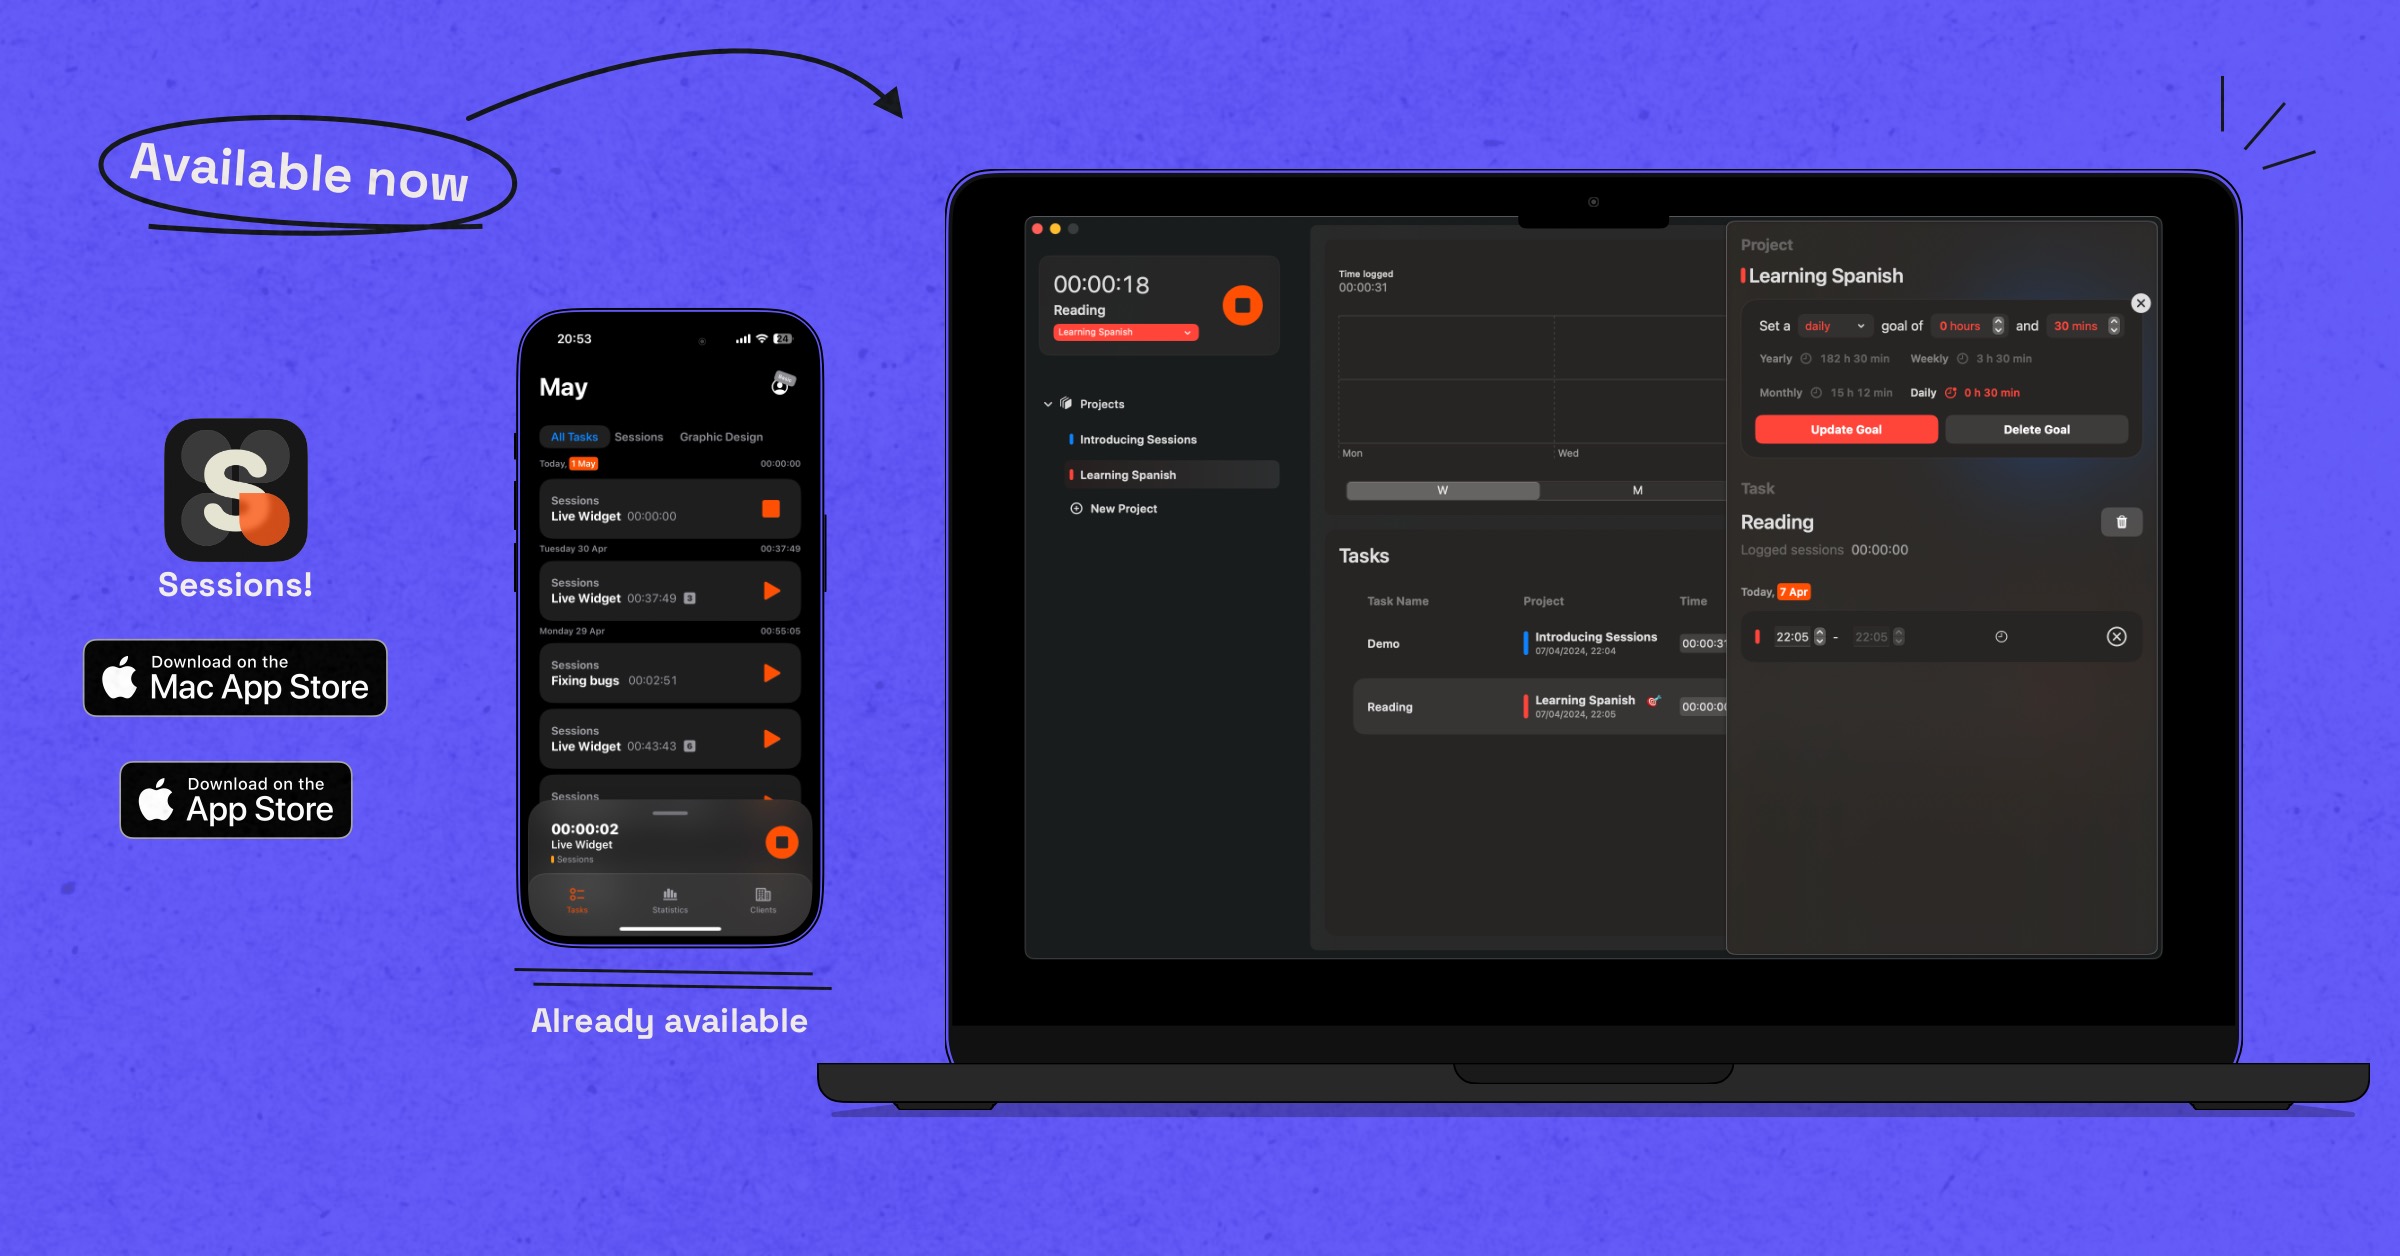 Available now
Sessions!
Download on the
Mac App Store
Download on the
App Store
20:53
24
May
All Tasks Sessions Graphic Design
Today, 1 May 00:00:00
Sessions
Live Widget 00:00:00
Tuesday 30 Apr 00:37:49
Sessions
Live Widget 00:37:49 3
Monday 29 Apr 00:55:05
Sessions
Fixing bugs 00:02:51
Sessions
Live Widget 00:43:43 6
Sessions
00:00:02
Live Widget
Sessions
Tasks Statistics Clients
Already available
00:00:18
Reading
Learning Spanish
Projects
Introducing Sessions
Learning Spanish
New Project
Time logged
00:00:31
Mon Wed
W M
Tasks
Task Name Project Time
Demo Introducing Sessions 00:00:31
07/04/2024, 22:04
Reading Learning Spanish 🎯 00:00:00
07/04/2024, 22:05
Project
Learning Spanish
Set a daily goal of 0 hours and 30 mins
Yearly 182 h 30 min Weekly 3 h 30 min
Monthly 15 h 12 min Daily 0 h 30 min
Update Goal Delete Goal
Task
Reading
Logged sessions 00:00:00
Today, 7 Apr
22:05 - 22:05